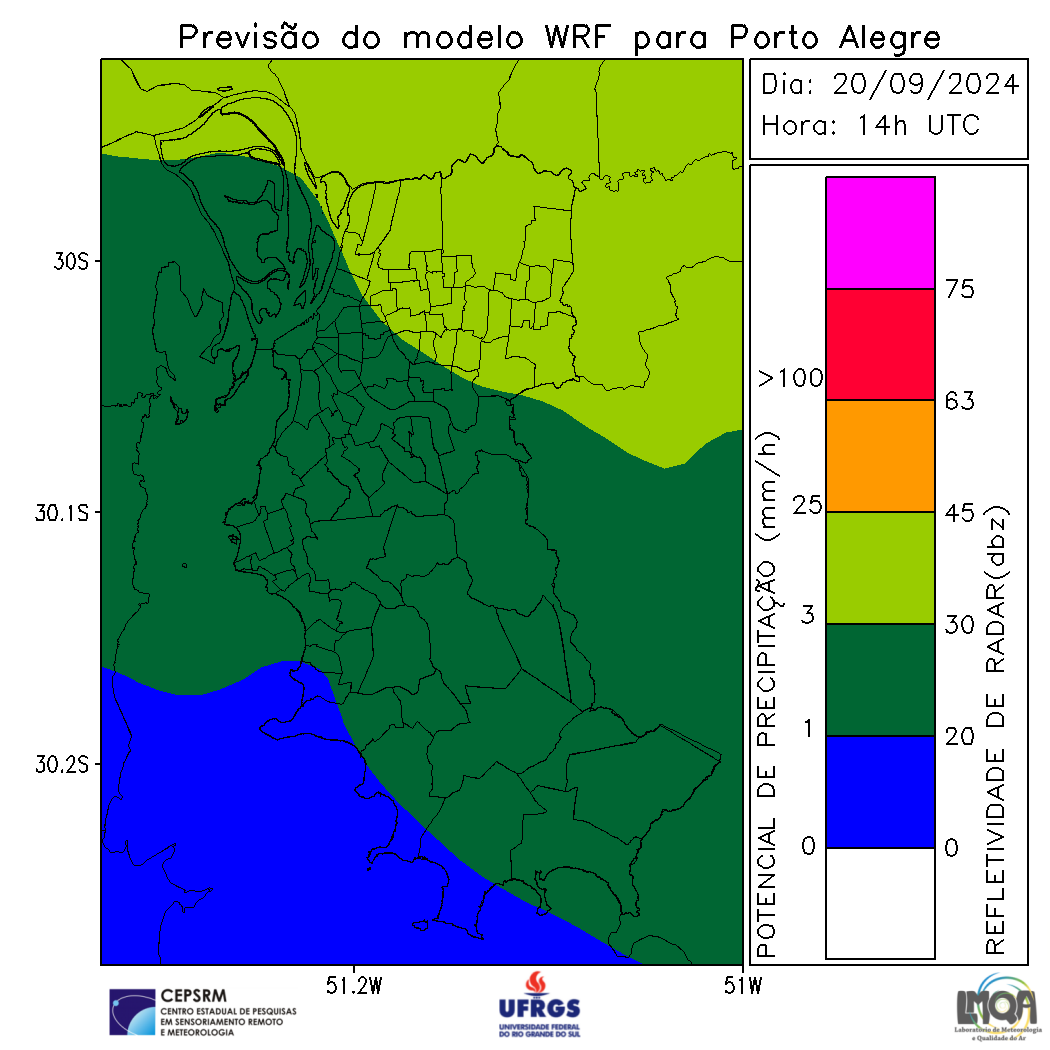 Previsão do modelo WRF para Porto Alegre
Dia: 20/09/2024
Hora: 14h UTC
30S
30.1S
30.2S
51.2W
51W
POTENCIAL DE PRECIPITAÇÃO (mm/h)
>100
25
3
1
0
75
63
45
30
20
0
REFLETIVIDADE DE RADAR(dbz)
CEPSRM
CENTRO ESTADUAL DE PESQUISAS
EM SENSORIAMENTO REMOTO
E METEOROLOGIA
UFRGS
UNIVERSIDADE FEDERAL
DO RIO GRANDE DO SUL
LMQA
Laboratório de Meteorologia
e Qualidade do Ar